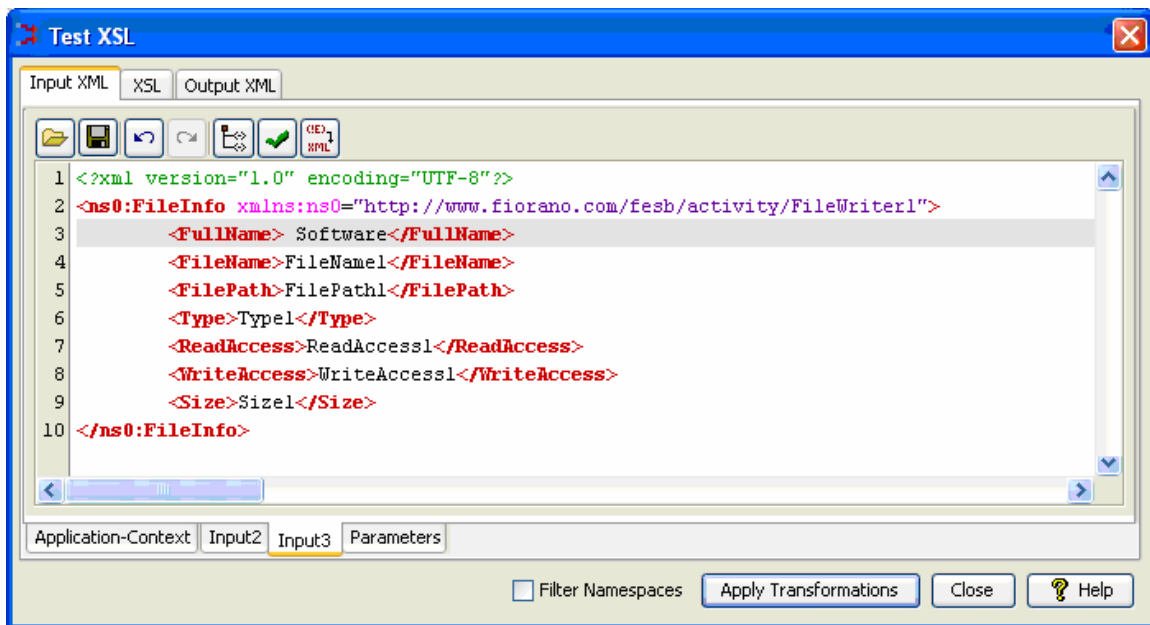 Test XSL
Input XML XSL Output XML
(IE) XML
1 <?xml version="1.0" encoding="UTF-8"?>
2 <ns0:FileInfo xmlns:ns0="http://www.fiorano.com/fesb/activity/FileWriter1">
3 <FullName> Software</FullName>
4 <FileName>FileName1</FileName>
5 <FilePath>FilePath1</FilePath>
6 <Type>Type1</Type>
7 <ReadAccess>ReadAccess1</ReadAccess>
8 <WriteAccess>WriteAccess1</WriteAccess>
9 <Size>Size1</Size>
10 </ns0:FileInfo>
Application-Context Input2 Input3 Parameters
Filter Namespaces Apply Transformations Close Help